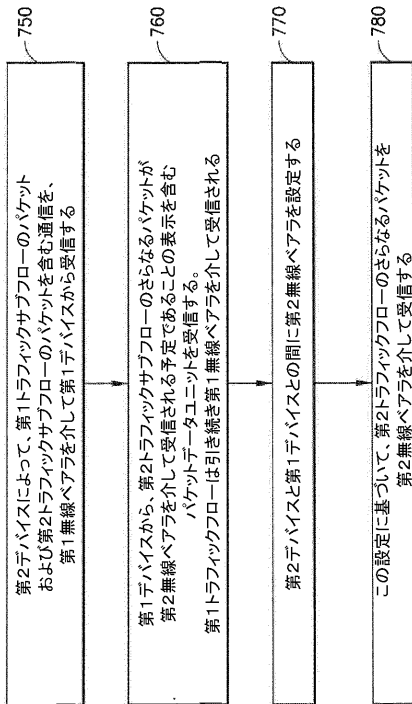 750
第2デバイスによって、第1トラフィックサブフローのパケット
および第2トラフィックサブフローのパケットを含む通信を、
第1無線ベアラを介して第1デバイスから受信する
760
第1デバイスから、第2トラフィックサブフローのさらなるパケットが
第2無線ベアラを介して受信される予定であることの表示を含む
パケットデータユニットを受信する。
第1トラフィックフローは引き続き第1無線ベアラを介して受信される
770
第2デバイスと第1デバイスとの間に第2無線ベアラを設定する
780
この設定に基づいて、第2トラフィックフローのさらなるパケットを
第2無線ベアラを介して受信する